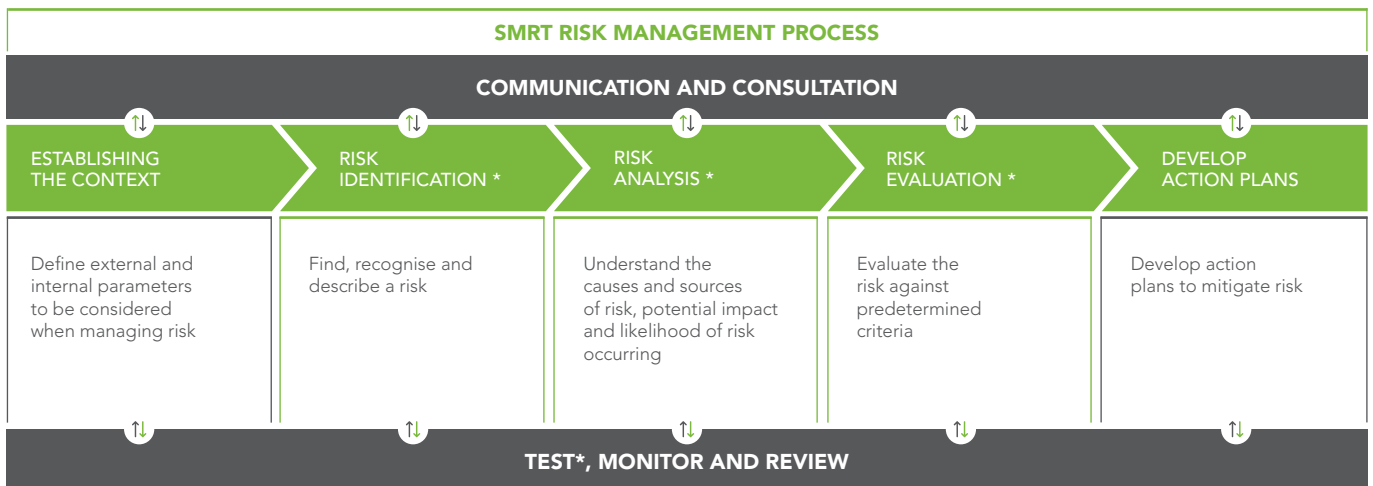 SMRT RISK MANAGEMENT PROCESS
COMMUNICATION AND CONSULTATION
ESTABLISHING
THE CONTEXT
RISK
IDENTIFICATION *
RISK
ANALYSIS *
RISK
EVALUATION *
DEVELOP
ACTION PLANS
Define external and
internal parameters
to be considered
when managing risk
Find, recognise and
describe a risk
Understand the
causes and sources
of risk, potential impact
and likelihood of risk
occurring
Evaluate the
risk against
predetermined
criteria
Develop action
plans to mitigate risk
TEST*, MONITOR AND REVIEW